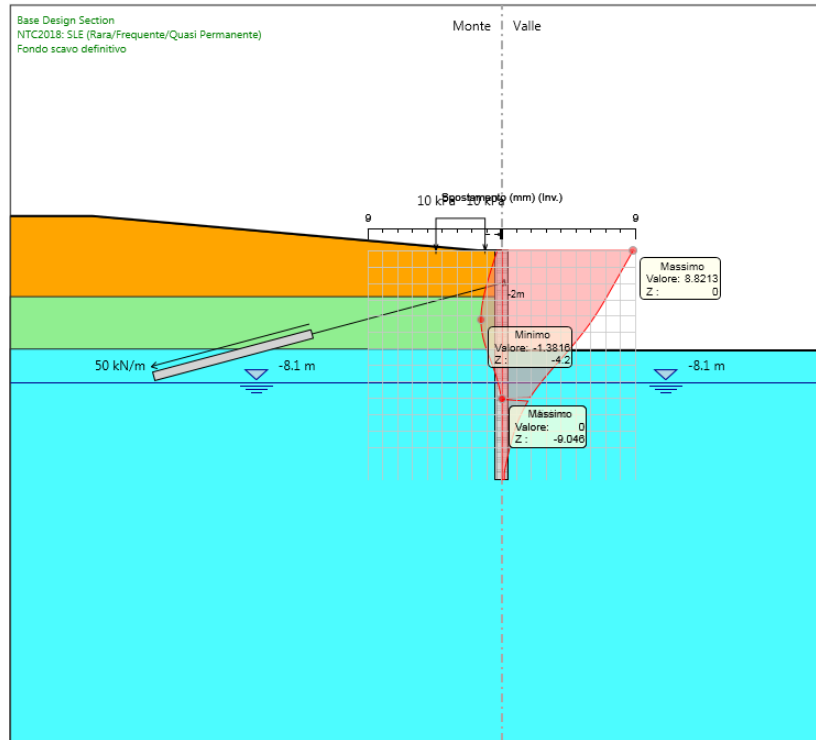 Base Design Section
NTC2018: SLE (Rara/Frequente/Quasi Permanente)
Fondo scavo definitivo
Monte
Valle
Spostamento (mm) (Inv.)
10 kPa
10 kPa
9
9
Massimo
Valore: 8.8213
Z : 0
-2m
Minimo
Valore: -1.3816
Z : -4.2
50 kN/m
-8.1 m
-8.1 m
Massimo
Valore: 0
Z : -9.046